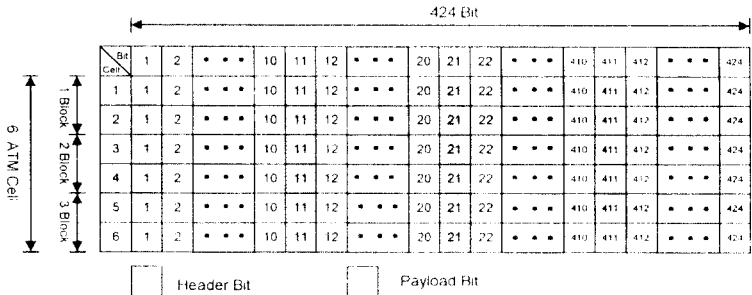 424 Bit
Bit 1 2 • • • 10 11 12 • • • 20 21 22 • • • 410 411 412 • • • 424
Cell
1 1 2 • • • 10 11 12 • • • 20 21 22 • • • 410 411 412 • • • 424
2 1 2 • • • 10 11 12 • • • 20 21 22 • • • 410 411 412 • • • 424
3 1 2 • • • 10 11 12 • • • 20 21 22 • • • 410 411 412 • • • 424
4 1 2 • • • 10 11 12 • • • 20 21 22 • • • 410 411 412 • • • 424
5 1 2 • • • 10 11 12 • • • 20 21 22 • • • 410 411 412 • • • 424
6 1 2 • • • 10 11 12 • • • 20 21 22 • • • 410 411 412 • • • 424
6 ATM Cell
1 Block
2 Block
3 Block
Header Bit
Payload Bit